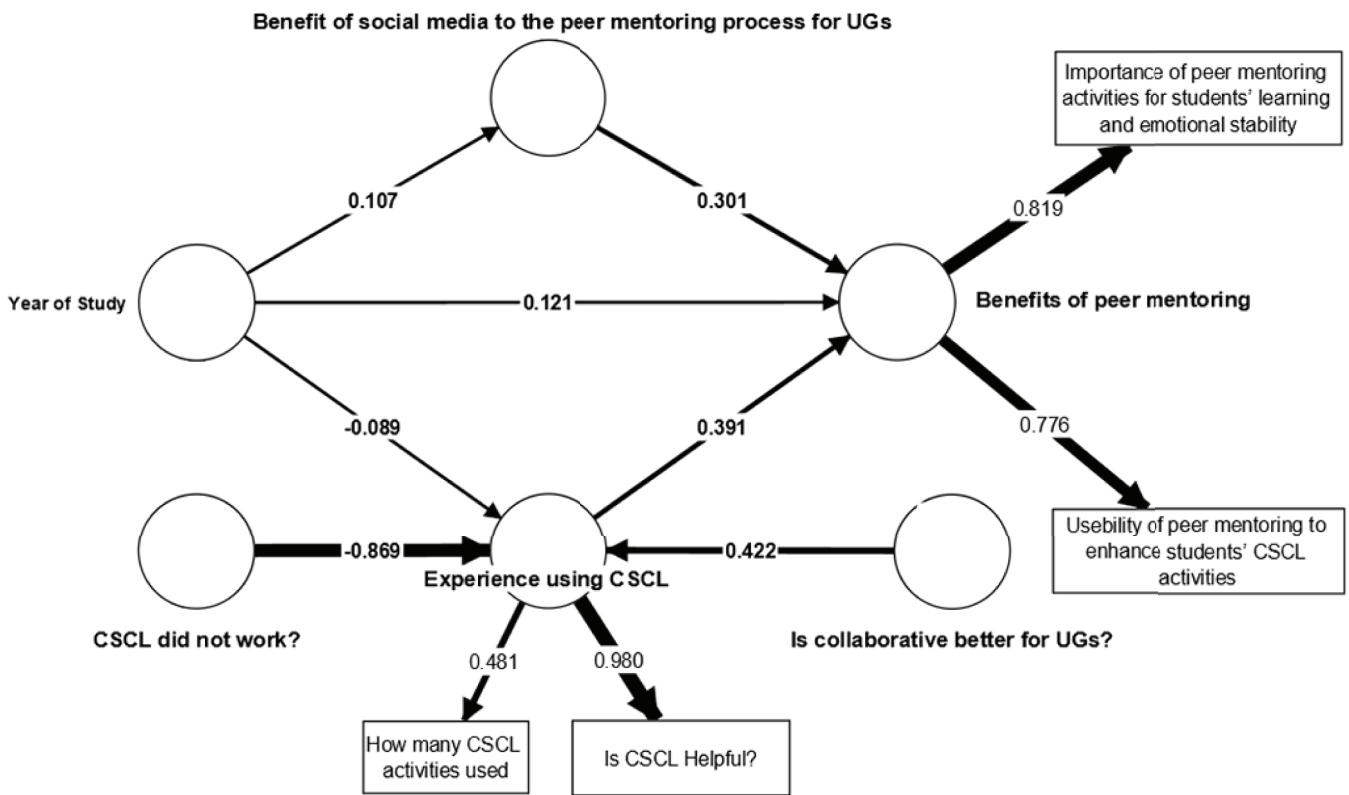 Benefit of social media to the peer mentoring process for UGs
Importance of peer mentoring
activities for students' learning
and emotional stability
0.107
0.301
0.819
Year of Study
0.121
Benefits of peer mentoring
-0.089
0.391
0.776
Usebility of peer mentoring to
enhance students' CSCL
activities
-0.869
0.422
Experience using CSCL
CSCL did not work?
Is collaborative better for UGs?
0.481
0.980
How many CSCL
activities used
Is CSCL Helpful?